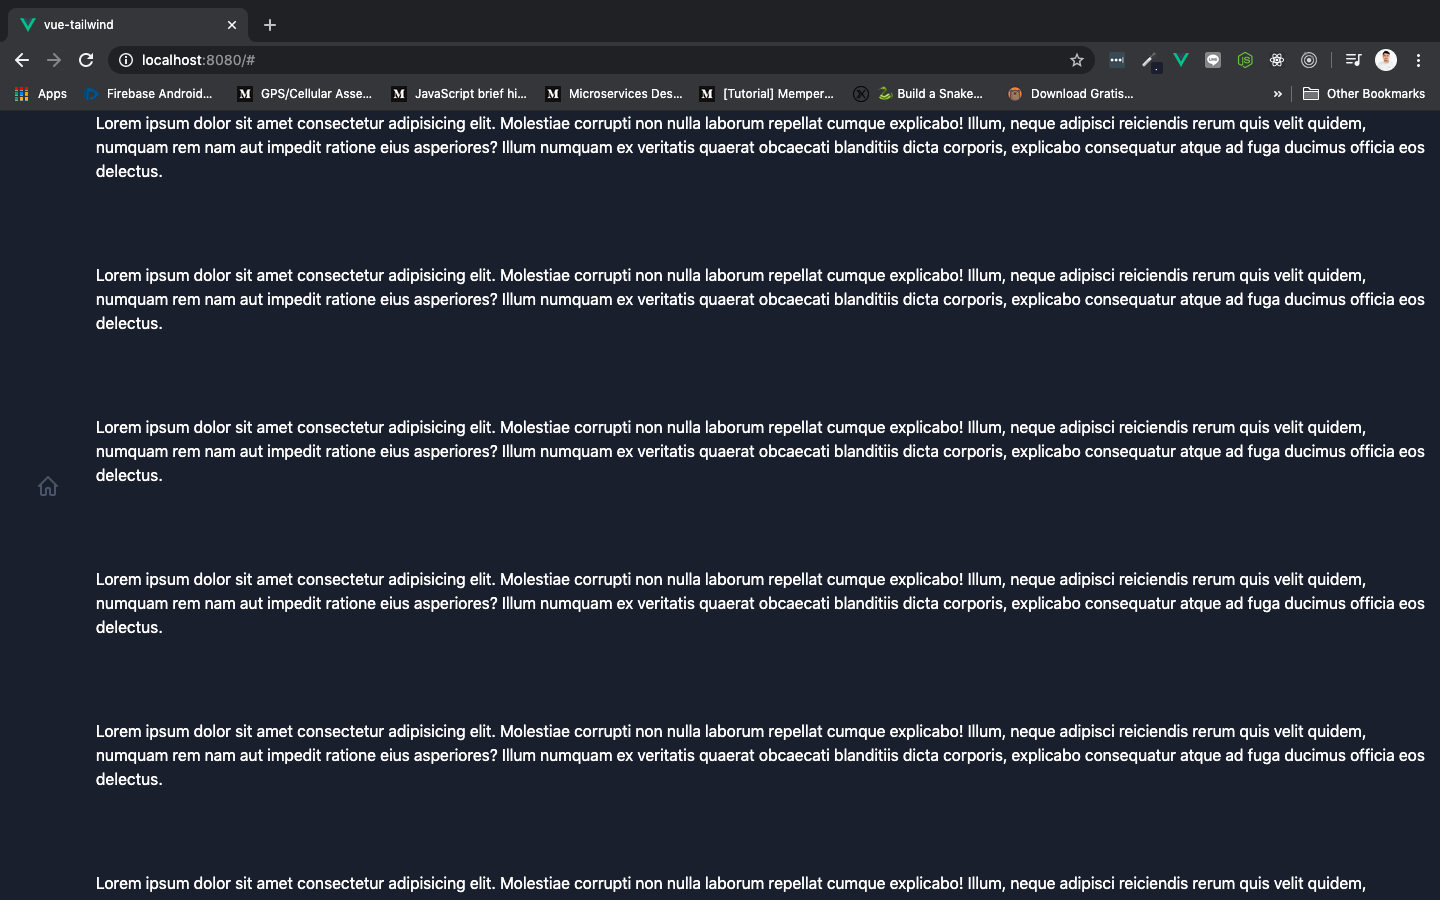 vue-tailwind
localhost:8080/#
Apps Firebase Android... GPS/Cellular Asse... JavaScript brief hi... Microservices Des... [Tutorial] Memper... Build a Snake... Download Gratis... » Other Bookmarks
Lorem ipsum dolor sit amet consectetur adipisicing elit. Molestiae corrupti non nulla laborum repellat cumque explicabo! Illum, neque adipisci reiciendis rerum quis velit quidem,
numquam rem nam aut impedit ratione eius asperiores? Illum numquam ex veritatis quaerat obcaecati blanditiis dicta corporis, explicabo consequatur atque ad fuga ducimus officia eos
delectus.
Lorem ipsum dolor sit amet consectetur adipisicing elit. Molestiae corrupti non nulla laborum repellat cumque explicabo! Illum, neque adipisci reiciendis rerum quis velit quidem,
numquam rem nam aut impedit ratione eius asperiores? Illum numquam ex veritatis quaerat obcaecati blanditiis dicta corporis, explicabo consequatur atque ad fuga ducimus officia eos
delectus.
Lorem ipsum dolor sit amet consectetur adipisicing elit. Molestiae corrupti non nulla laborum repellat cumque explicabo! Illum, neque adipisci reiciendis rerum quis velit quidem,
numquam rem nam aut impedit ratione eius asperiores? Illum numquam ex veritatis quaerat obcaecati blanditiis dicta corporis, explicabo consequatur atque ad fuga ducimus officia eos
delectus.
Lorem ipsum dolor sit amet consectetur adipisicing elit. Molestiae corrupti non nulla laborum repellat cumque explicabo! Illum, neque adipisci reiciendis rerum quis velit quidem,
numquam rem nam aut impedit ratione eius asperiores? Illum numquam ex veritatis quaerat obcaecati blanditiis dicta corporis, explicabo consequatur atque ad fuga ducimus officia eos
delectus.
Lorem ipsum dolor sit amet consectetur adipisicing elit. Molestiae corrupti non nulla laborum repellat cumque explicabo! Illum, neque adipisci reiciendis rerum quis velit quidem,
numquam rem nam aut impedit ratione eius asperiores? Illum numquam ex veritatis quaerat obcaecati blanditiis dicta corporis, explicabo consequatur atque ad fuga ducimus officia eos
delectus.
Lorem ipsum dolor sit amet consectetur adipisicing elit. Molestiae corrupti non nulla laborum repellat cumque explicabo! Illum, neque adipisci reiciendis rerum quis velit quidem,